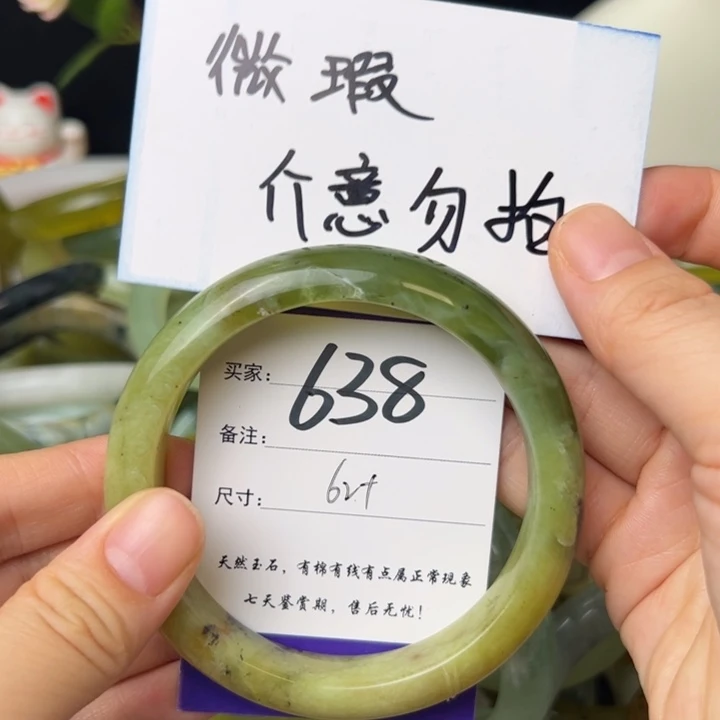 微瑕
介意勿拍
买家: 638
备注:
尺寸: 62+
天然玉石，有棉有线有点属正常现象
七天鉴赏期，售后无忧！